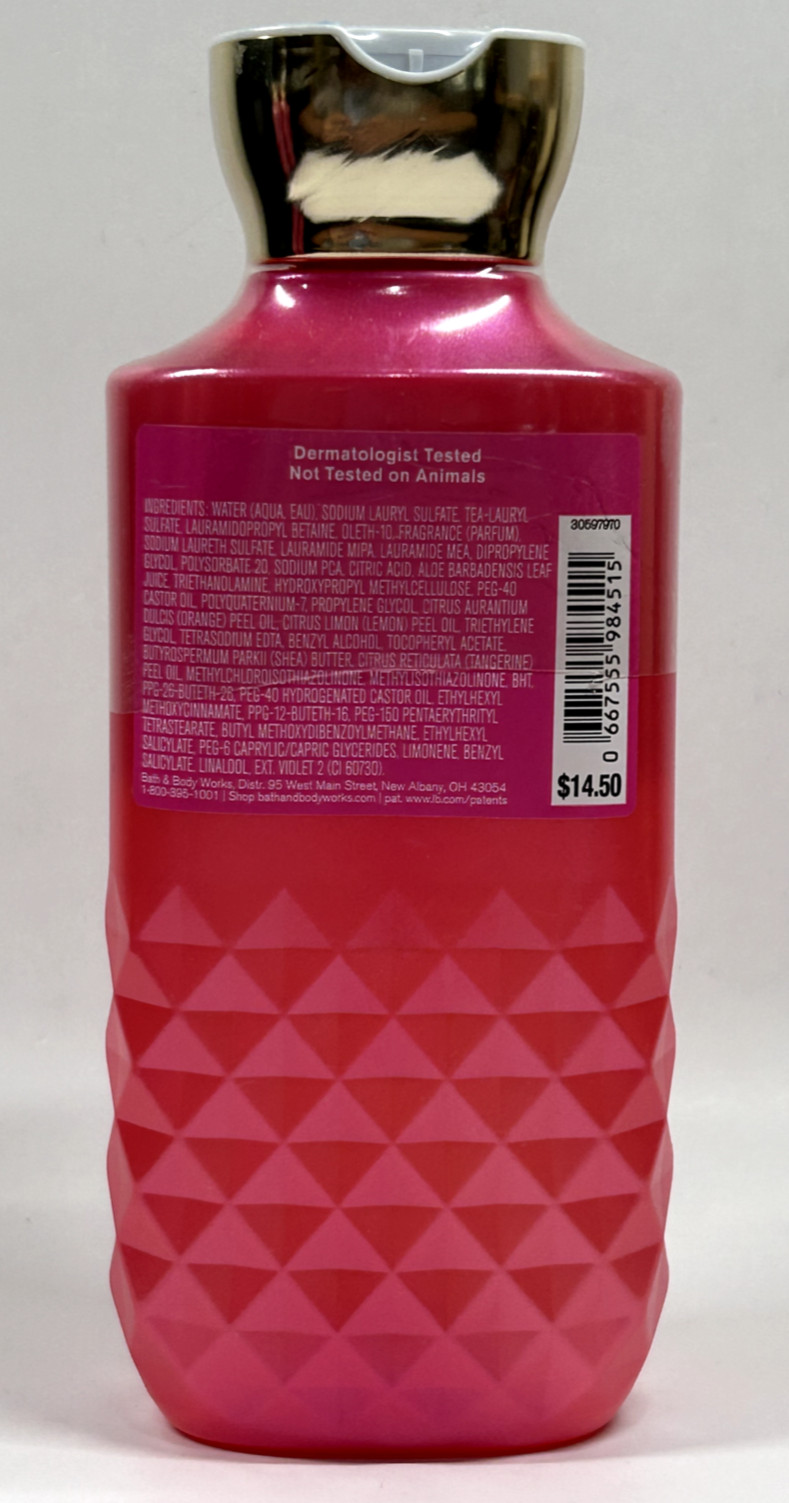 Dermatologist Tested
Not Tested on Animals
INGREDIENTS: WATER (AQUA, EAU), SODIUM LAURYL SULFATE, TEA-LAURYL
SULFATE, LAURAMIDOPROPYL BETAINE, OLETH-10, FRAGRANCE (PARFUM),
SODIUM LAURETH SULFATE, LAURAMIDE MIPA, LAURAMIDE MEA, DIPROPYLENE
GLYCOL, POLYSORBATE 20, SODIUM PCA, CITRIC ACID, ALOE BARBADENSIS LEAF
JUICE, TRIETHANOLAMINE, HYDROXYPROPYL METHYLCELLULOSE, PEG-40
CASTOR OIL, POLYQUATERNIUM-7, PROPYLENE GLYCOL, CITRUS AURANTIUM
DULCIS (ORANGE) PEEL OIL, CITRUS LIMON (LEMON) PEEL OIL, TRIETHYLENE
GLYCOL, TETRASODIUM EDTA, BENZYL ALCOHOL, TOCOPHERYL ACETATE,
BUTYROSPERMUM PARKII (SHEA) BUTTER, CITRUS RETICULATA (TANGERINE)
PEEL OIL, METHYLCHLOROISOTHIAZOLINONE, METHYLISOTHIAZOLINONE, BHT,
PPG-26-BUTETH-26, PEG-40 HYDROGENATED CASTOR OIL, ETHYLHEXYL
METHOXYCINNAMATE, PPG-12-BUTETH-16, PEG-150 PENTAERYTHRITYL
TETRASTEARATE, BUTYL METHOXYDIBENZOYLMETHANE, ETHYLHEXYL
SALICYLATE, PEG-6 CAPRYLIC/CAPRIC GLYCERIDES, LIMONENE, BENZYL
SALICYLATE, LINALOOL, EXT. VIOLET 2 (CI 60730).
Bath & Body Works, Distr. 95 West Main Street, New Albany, OH 43054
1-800-395-1001 | Shop bathandbodyworks.com | pat. www.lb.com/patents
30597970
0 667555 984515
$14.50